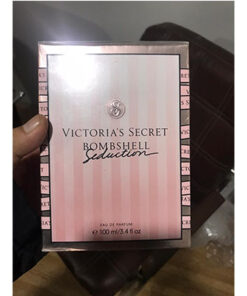 VICTORIA'S SECRET
BOMBSHELL
Seduction
EAU DE PARFUM
e 100 ml/3.4 fl oz